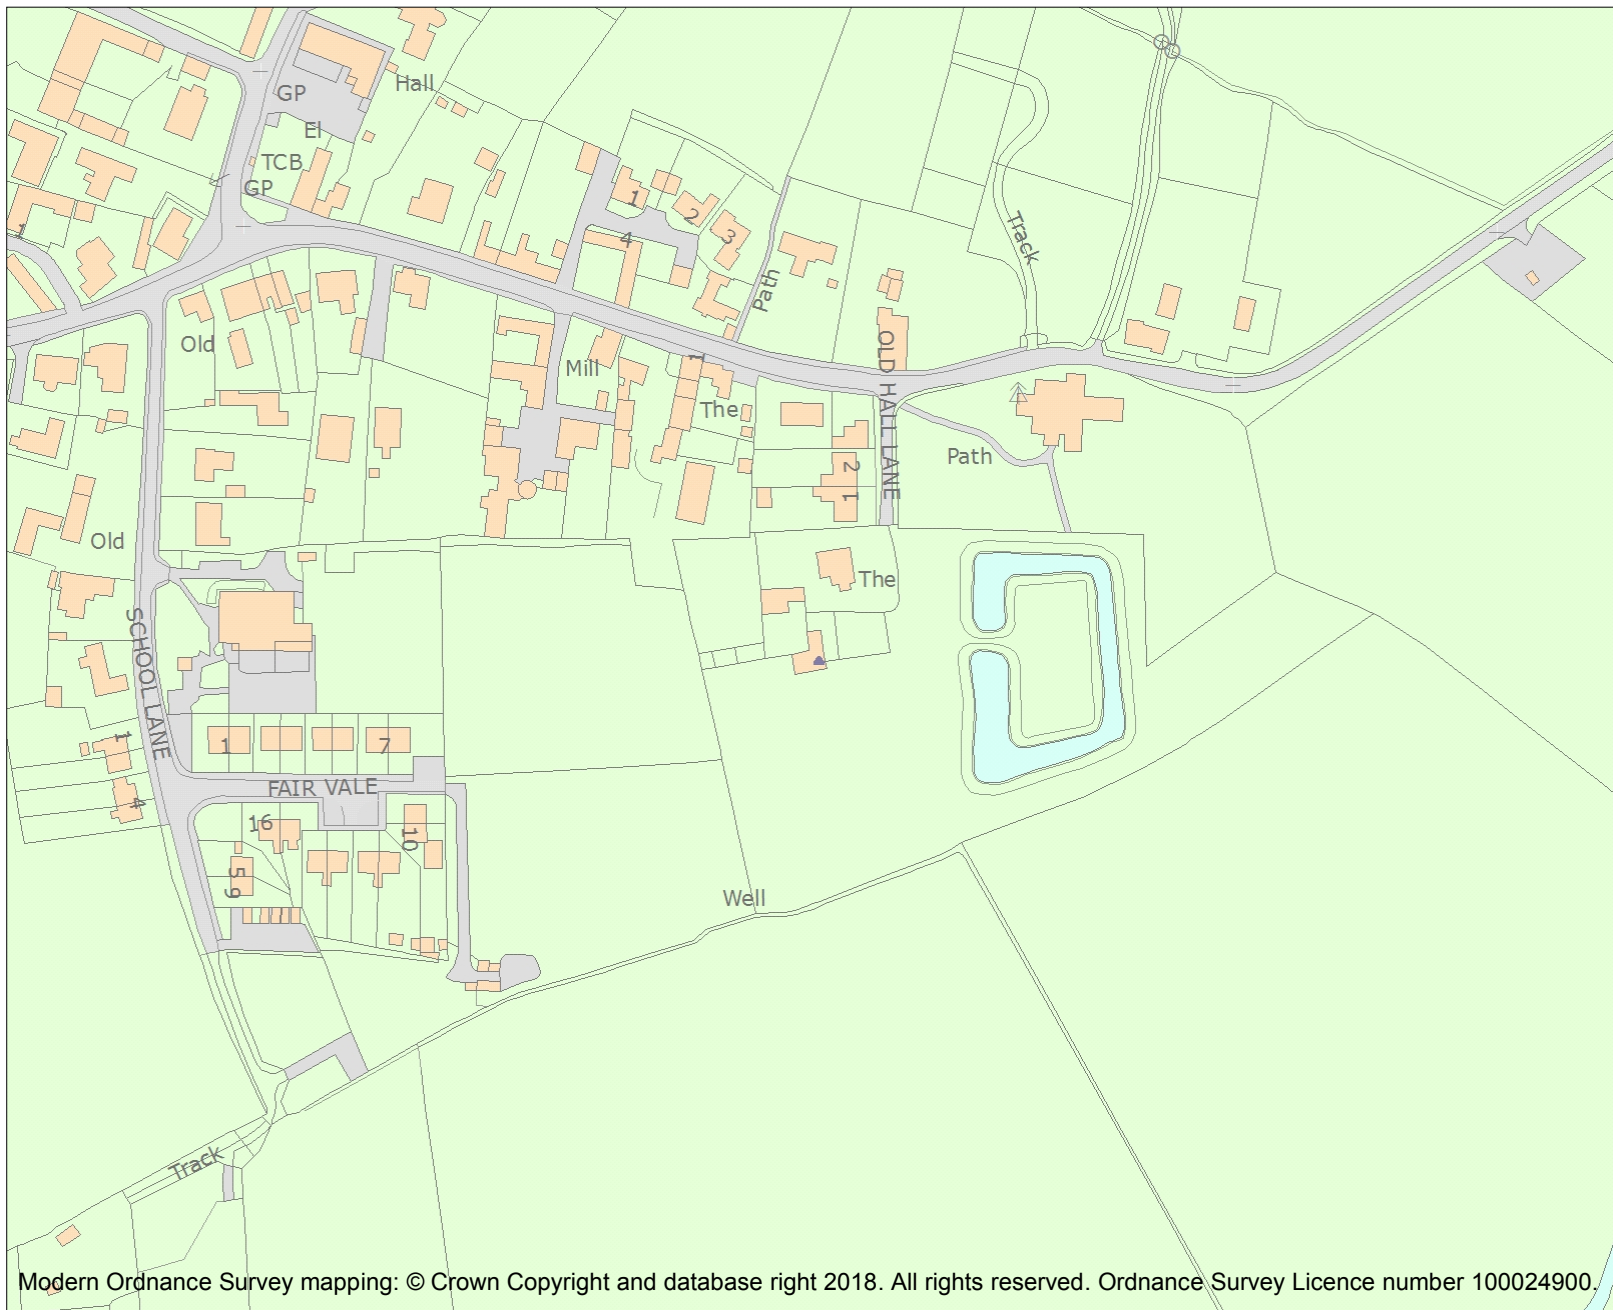 Hall
GP
El
TCB
GP
1
1
2
3
4
Track
Path
Old
Mill
1
The
OLD HALL LANE
Path
2
1
Old
The
SCHOOL LANE
1
7
1
4
FAIR VALE
16
10
5
9
Well
Track
Modern Ordnance Survey mapping: © Crown Copyright and database right 2018. All rights reserved. Ordnance Survey Licence number 100024900.